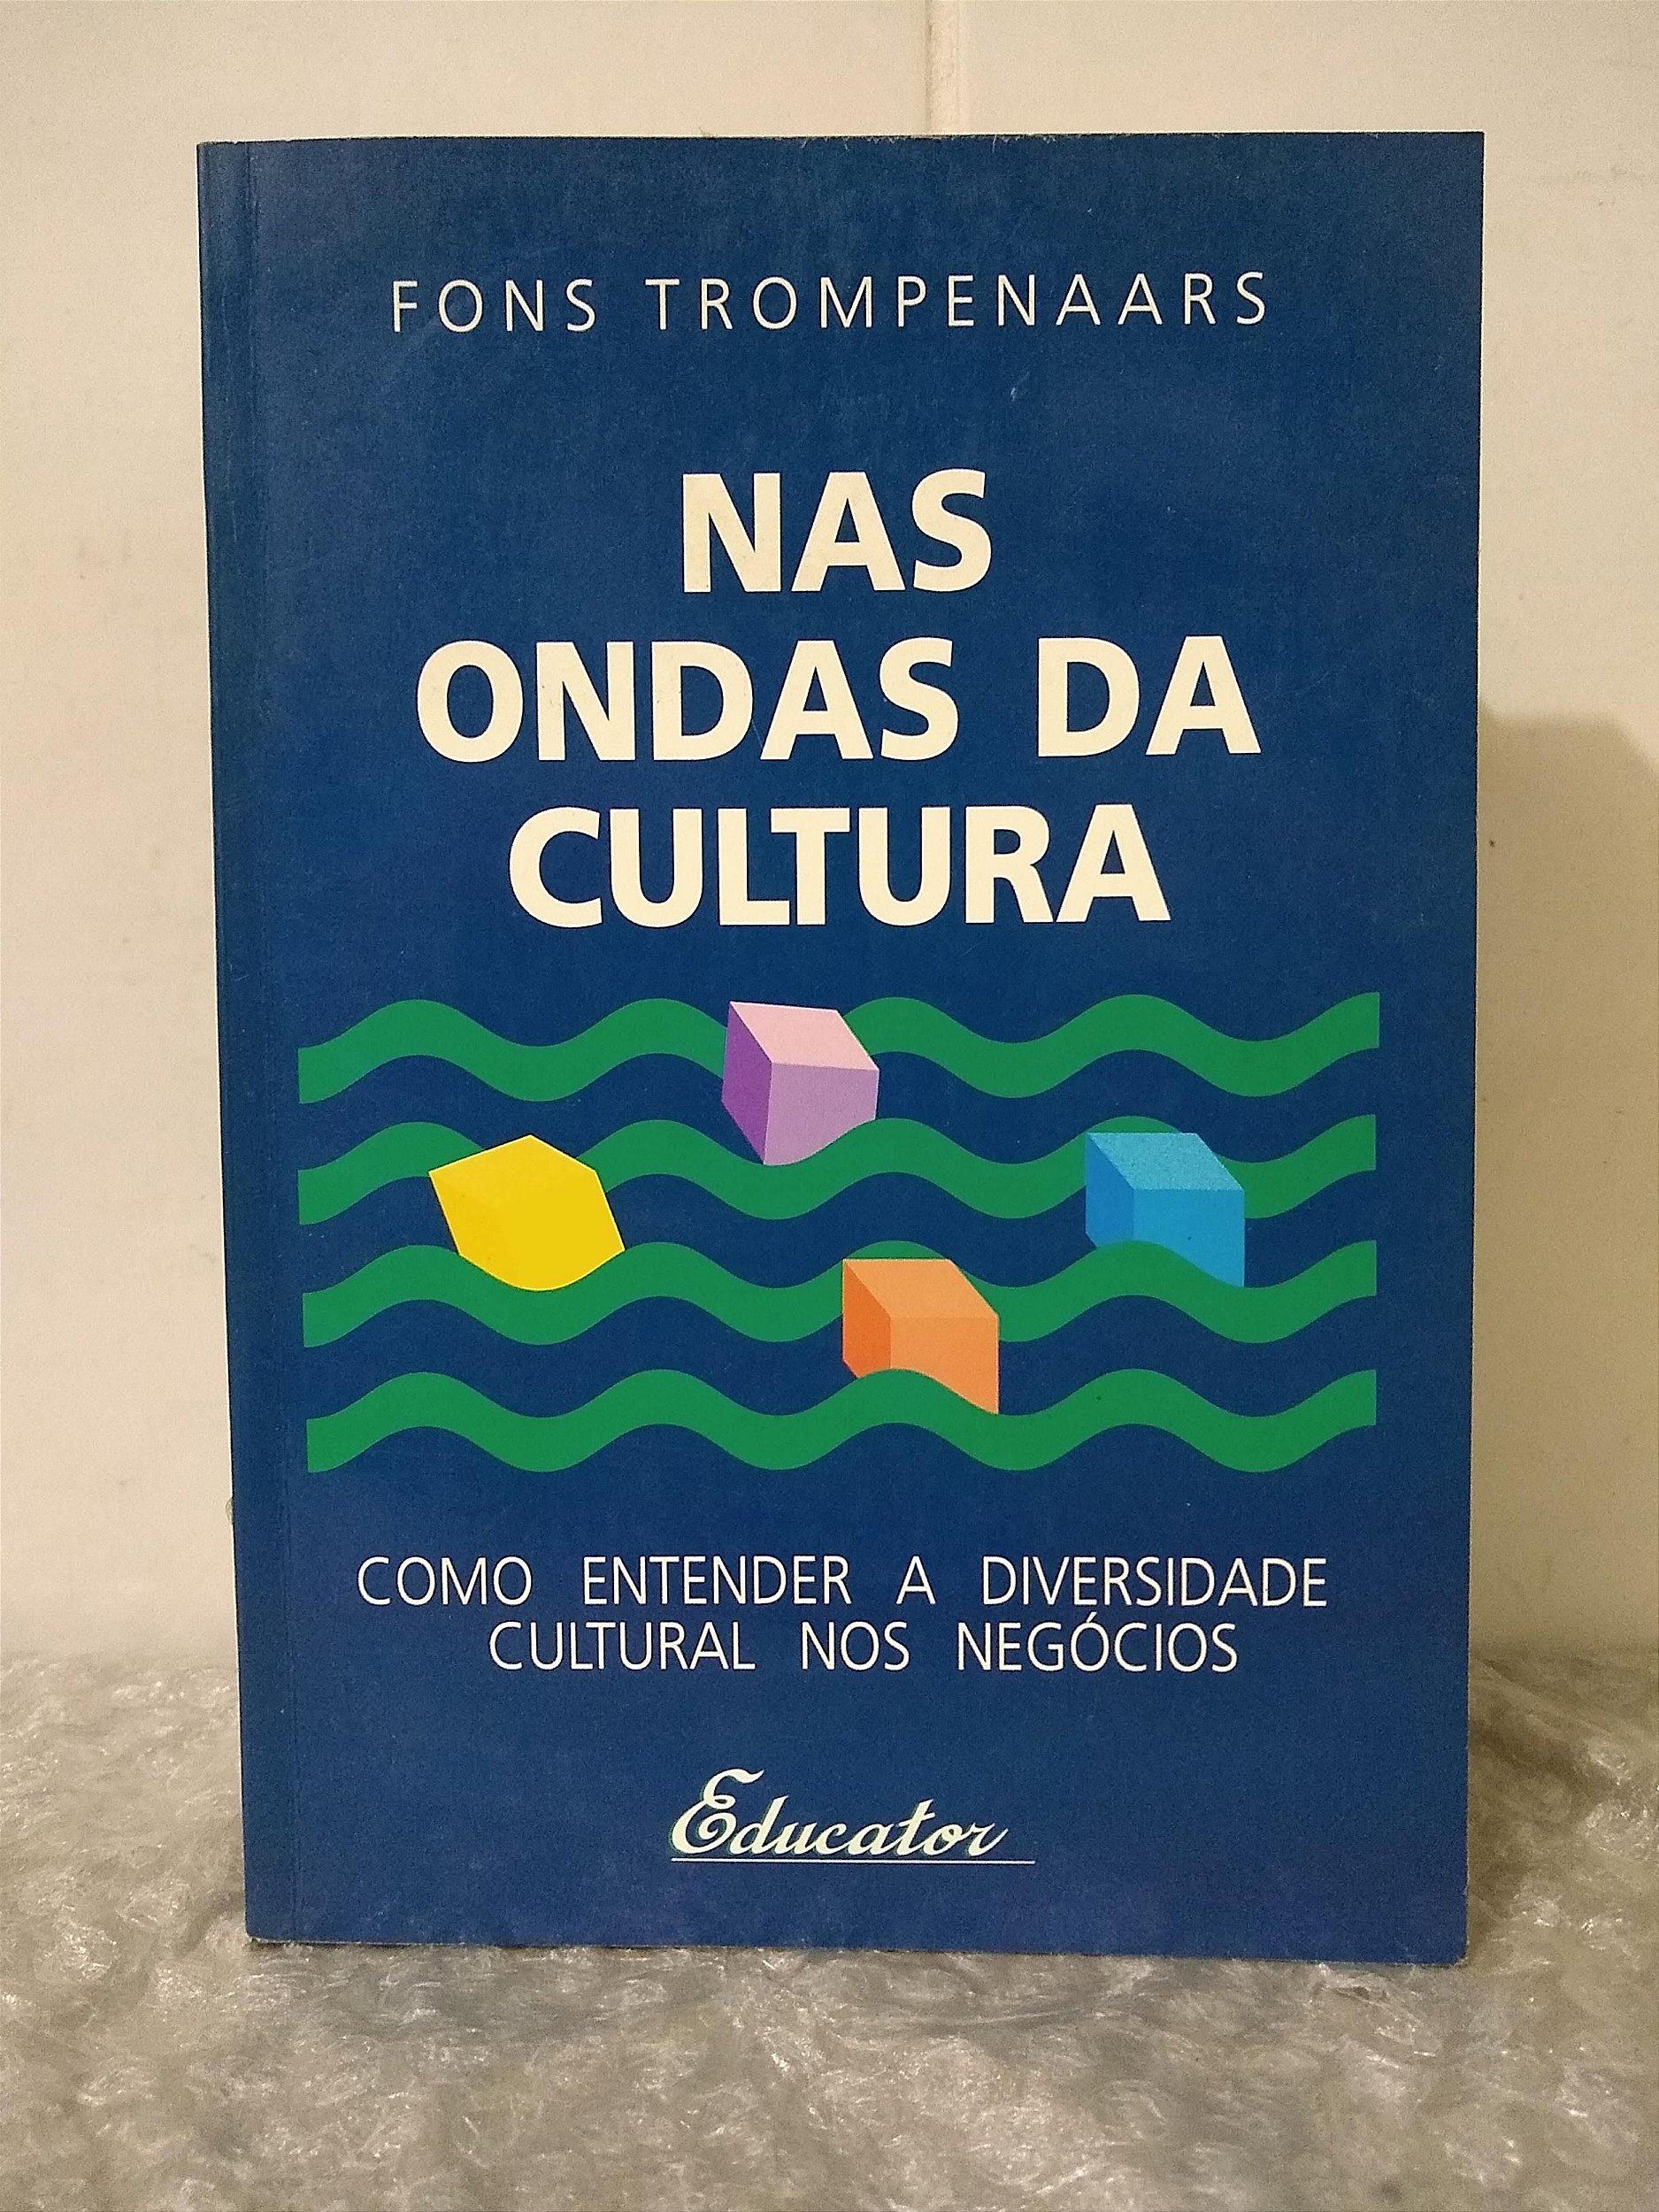 FONS TROMPENAARS
NAS
ONDAS DA
CULTURA
COMO ENTENDER A DIVERSIDADE
CULTURAL NOS NEGÓCIOS
Educator